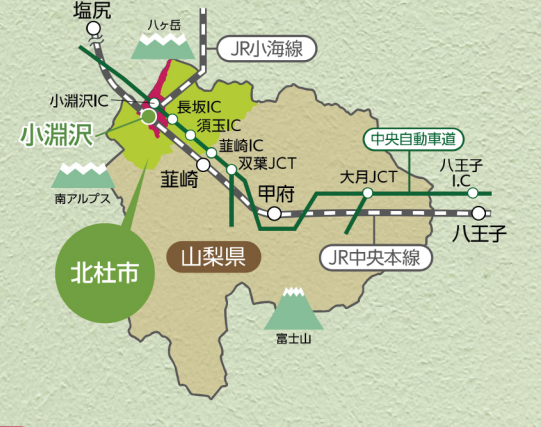 塩尻
八ヶ岳
JR小海線
小淵沢IC
長坂IC
小淵沢
須玉IC
韮崎IC
中央自動車道
双葉JCT
八王子
I.C
韮崎
大月JCT
南アルプス
甲府
八王子
北杜市
山梨県
JR中央本線
富士山